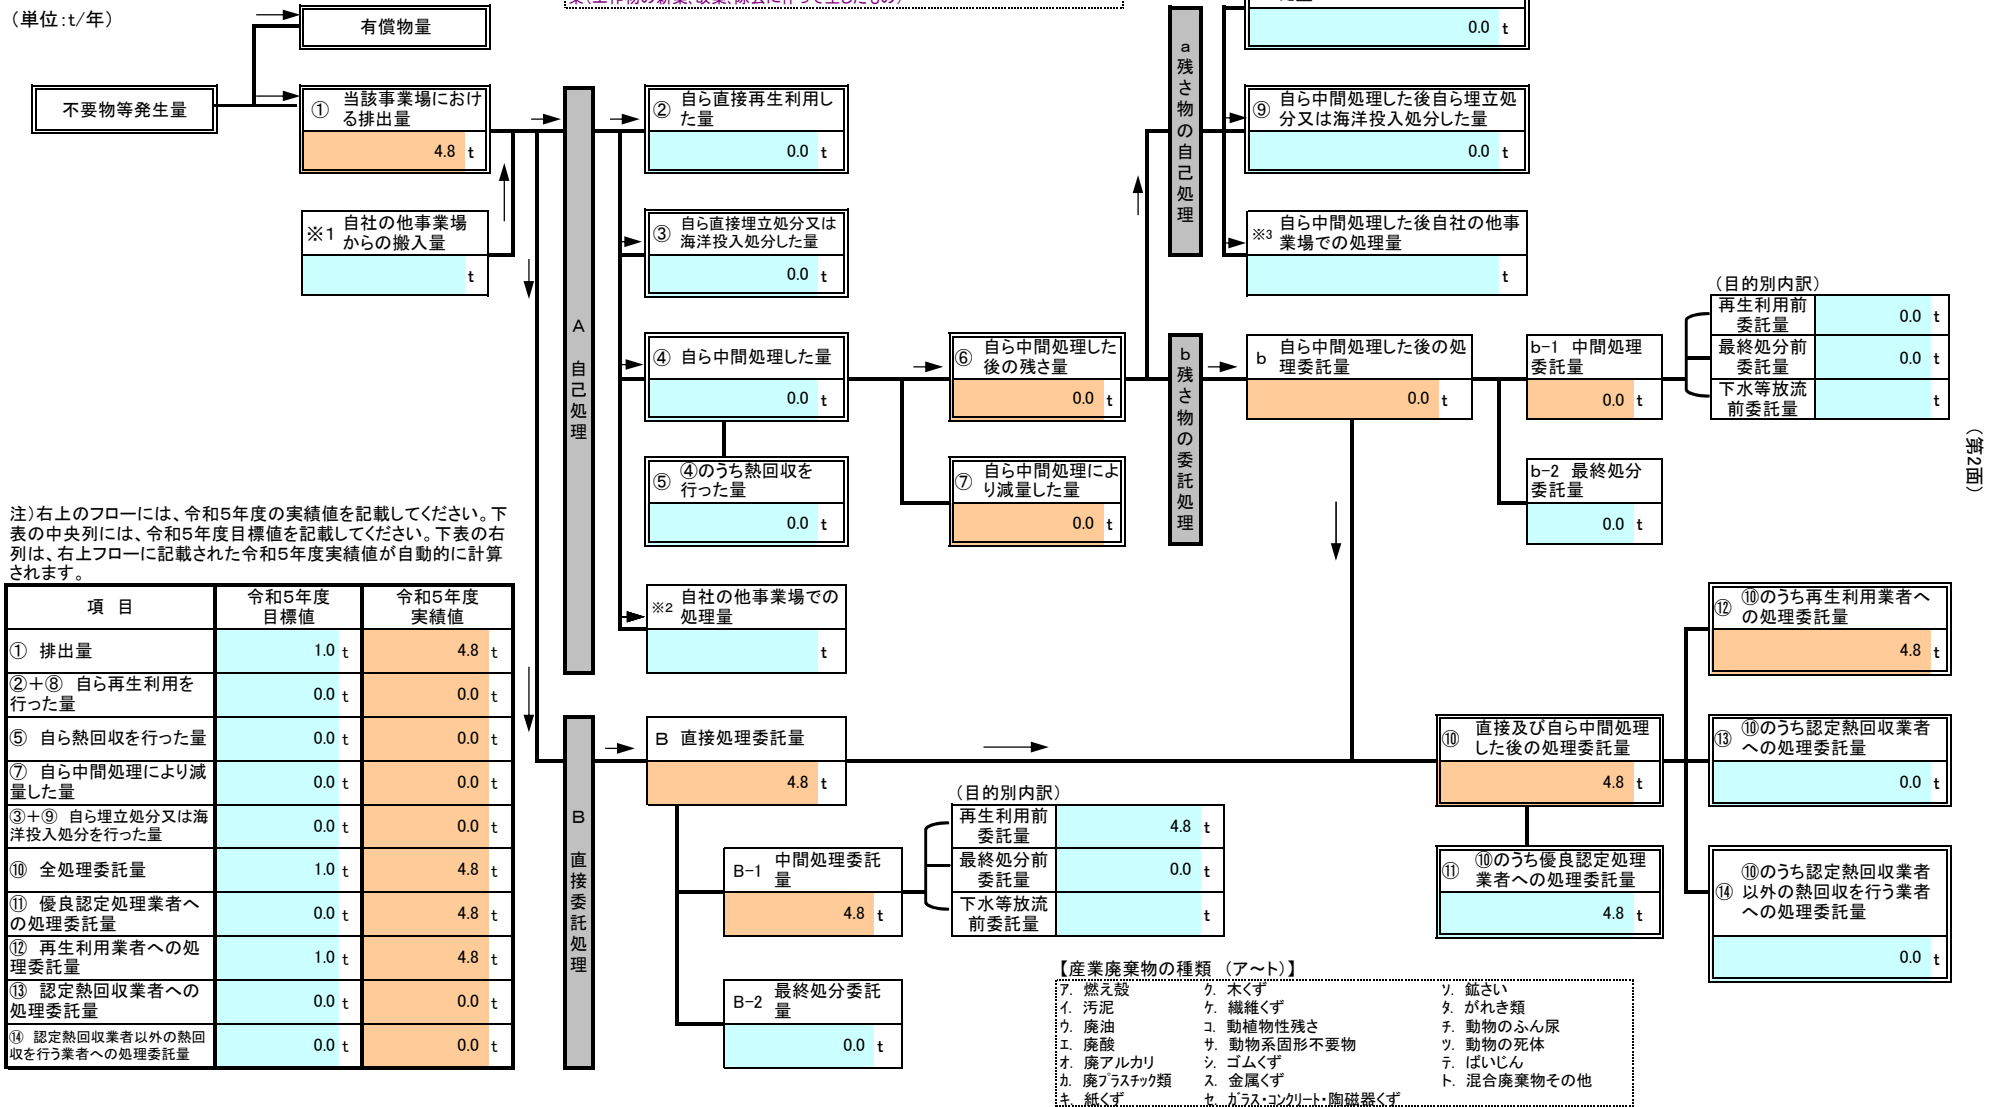 （単位：t/年）
有償物量
不要物等発生量
① 当該事業場におけ
る排出量
4.8 t
※1 自社の他事業場
からの搬入量
t
A 自己処理
② 自ら直接再生利用し
た量
0.0 t
③ 自ら直接埋立処分又は
海洋投入処分した量
0.0 t
④ 自ら中間処理した量
0.0 t
⑤ ④のうち熱回収を
行った量
0.0 t
※2 自社の他事業場での
処理量
t
⑥ 自ら中間処理した
後の残さ量
0.0 t
⑦ 自ら中間処理によ
り減量した量
0.0 t
a 残さ物の自己処理
0.0 t
⑨ 自ら中間処理した後自ら埋立処
分又は海洋投入処分した量
0.0 t
※3 自ら中間処理した後自社の他事
業場での処理量
t
b 残さ物の委託処理
b 自ら中間処理した後の処
理委託量
0.0 t
b-1 中間処理
委託量
0.0 t
b-2 最終処分
委託量
0.0 t
（目的別内訳）
再生利用前
委託量 0.0 t
最終処分前
委託量 0.0 t
下水等放流
前委託量 t
（第2面）
注）右上のフローには、令和5年度の実績値を記載してください。下
表の中央列には、令和5年度目標値を記載してください。下表の右
列は、右上フローに記載された令和5年度実績値が自動的に計算
されます。
項 目 令和5年度 目標値 令和5年度 実績値
① 排出量 1.0 t 4.8 t
②＋⑧ 自ら再生利用を
行った量 0.0 t 0.0 t
⑤ 自ら熱回収を行った量 0.0 t 0.0 t
⑦ 自ら中間処理により減
量した量 0.0 t 0.0 t
③＋⑨ 自ら埋立処分又は海
洋投入処分を行った量 0.0 t 0.0 t
⑩ 全処理委託量 1.0 t 4.8 t
⑪ 優良認定処理業者へ
の処理委託量 0.0 t 4.8 t
⑫ 再生利用業者への処
理委託量 1.0 t 4.8 t
⑬ 認定熱回収業者への
処理委託量 0.0 t 0.0 t
⑭ 認定熱回収業者以外の熱回
収を行う業者への処理委託量 0.0 t 0.0 t
B 直接委託処理
B 直接処理委託量
4.8 t
B-1 中間処理委託
量
4.8 t
B-2 最終処分委託
量
0.0 t
（目的別内訳）
再生利用前
委託量 4.8 t
最終処分前
委託量 0.0 t
下水等放流
前委託量 t
⑩ 直接及び自ら中間処理
した後の処理委託量
4.8 t
⑪ ⑩のうち優良認定処理
業者への処理委託量
4.8 t
⑫ ⑩のうち再生利用業者へ
の処理委託量
4.8 t
⑬ ⑩のうち認定熱回収業者
への処理委託量
0.0 t
⑭ ⑩のうち認定熱回収業者
以外の熱回収を行う業者
への処理委託量
0.0 t
【産業廃棄物の種類 （ア～ト）】
ア. 燃え殻 ク. 木くず ソ. 鉱さい
イ. 汚泥 ケ. 繊維くず タ. がれき類
ウ. 廃油 コ. 動植物性残さ チ. 動物のふん尿
エ. 廃酸 サ. 動物系固形不要物 ツ. 動物の死体
オ. 廃アルカリ シ. ゴムくず テ. ばいじん
カ. 廃プラスチック類 ス. 金属くず ト. 混合廃棄物その他
キ. 紙くず セ. ガラス・コンクリート・陶磁器くず